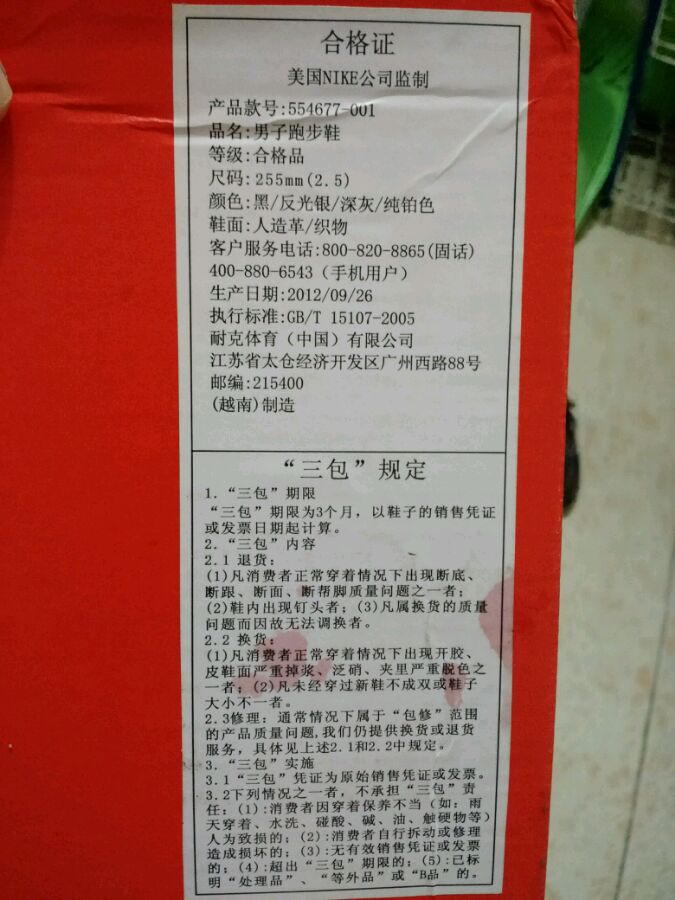 合格证
美国NIKE公司监制
产品款号:554677-001
品名:男子跑步鞋
等级:合格品
尺码:255mm(2.5)
颜色:黑/反光银/深灰/纯铂色
鞋面:人造革/织物
客户服务电话:800-820-8865(固话)
400-880-6543（手机用户）
生产日期:2012/09/26
执行标准:GB/T 15107-2005
耐克体育（中国）有限公司
江苏省太仓经济开发区广州西路88号
邮编:215400
(越南)制造
“三包”规定
1. “三包”期限
“三包”期限为3个月，以鞋子的销售凭证
或发票日期起计算。
2. “三包”内容
2.1 退货:
(1)凡消费者正常穿着情况下出现断底、
断跟、断面、断帮脚质量问题之一者;
(2)鞋内出现钉头者; (3)凡属换货的质量
问题而因故无法调换者。
2.2 换货:
(1)凡消费者正常穿着情况下出现开胶、
皮鞋面严重掉浆、泛硝、夹里严重脱色之
一者; (2)凡未经穿过新鞋不成双或鞋子
大小不一者。
2.3修理: 通常情况下属于“包修”范围
的产品质量问题,我们仍提供换货或退货
服务，具体见上述2.1和2.2中规定。
3. “三包”实施
3.1“三包”凭证为原始销售凭证或发票。
3.2下列情况之一者，不承担“三包”责
任: (1):消费者因穿着保养不当（如: 雨
天穿着、水洗、碰酸、碱、油、触硬物等）
人为致损的; (2):消费者自行拆动或修理
造成损坏的; (3):无有效销售凭证或发票
的; (4):超出“三包”期限的; (5):已标
明“处理品”、“等外品”或“B品”的。